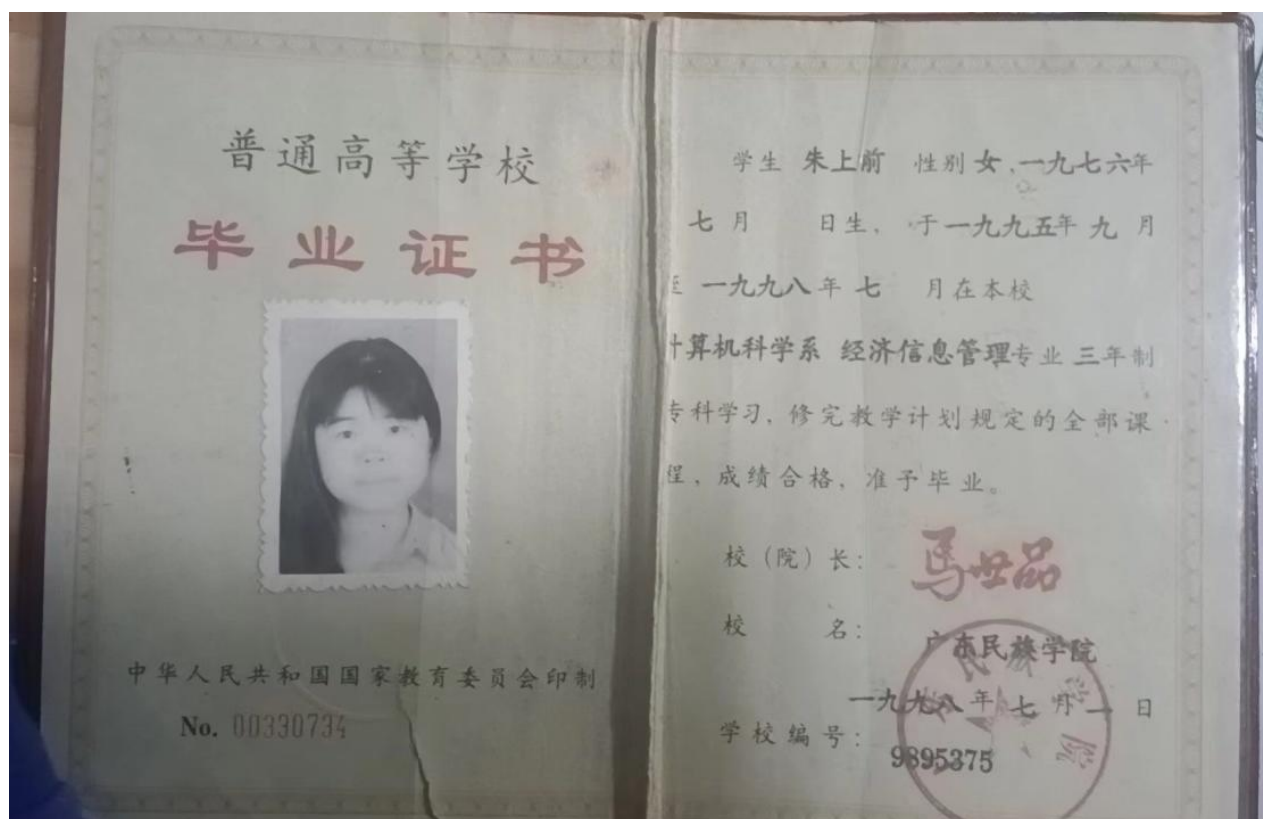 普通高等学校
毕业证书
中华人民共和国国家教育委员会印制
No. 00330734
学生 朱上前 性别 女,一九七六年
七月 日生,于一九九五年九月
至一九九八年七 月在本校
计算机科学系 经济信息管理专业 三年制
专科学习,修完教学计划规定的全部课
程,成绩合格,准予毕业。
校(院)长: 马世品
校 名: 广东民族学院
一九九八年七月一日
学校编号: 9895375